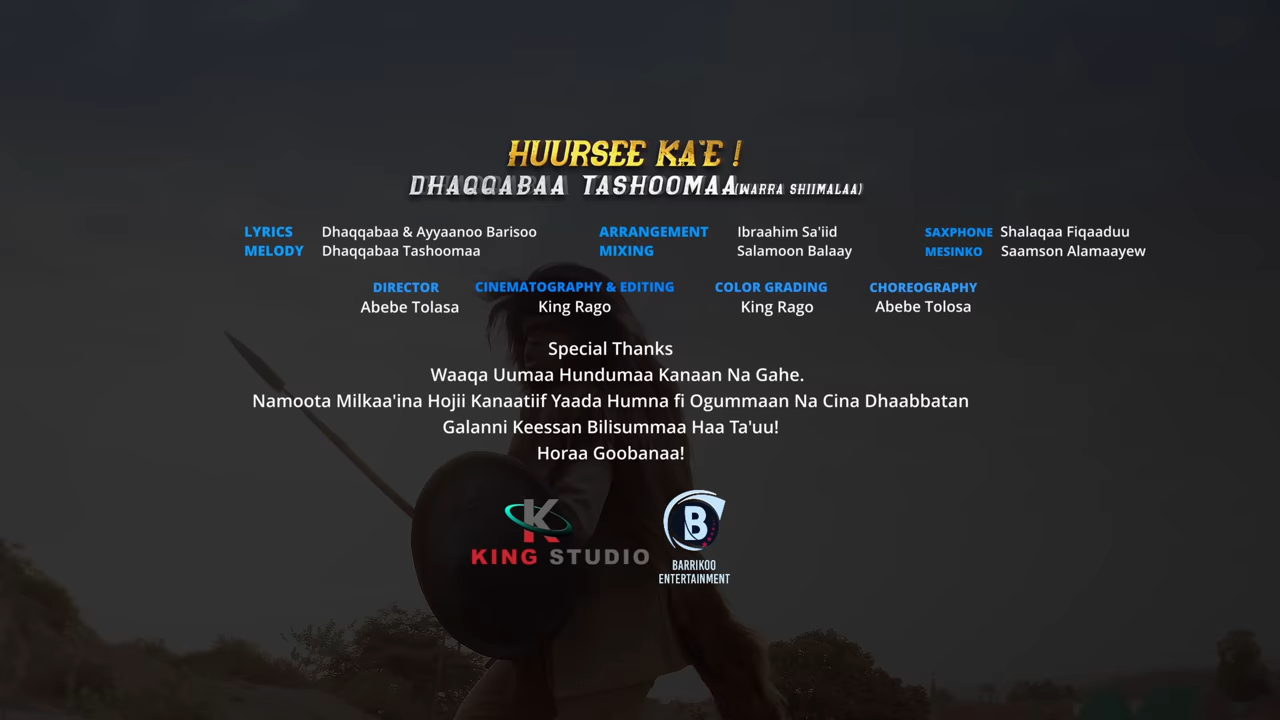 HUURSEE KA'E !
DHAQQABAA TASHOOMAA (WARRA SHIIMALAA)
LYRICS Dhaqqabaa & Ayyaanoo Barisoo ARRANGEMENT Ibraahim Sa'iid SAXPHONE Shalaqaa Fiqaaduu
MELODY Dhaqqabaa Tashoomaa MIXING Salamoon Balaay MESINKO Saamson Alamaayew
DIRECTOR CINEMATOGRAPHY & EDITING COLOR GRADING CHOREOGRAPHY
Abebe Tolasa King Rago King Rago Abebe Tolosa
Special Thanks
Waaqa Uumaa Hundumaa Kanaan Na Gahe.
Namoota Milkaa'ina Hojii Kanaatiif Yaada Humna fi Ogummaan Na Cina Dhaabbatan
Galanni Keessan Bilisummaa Haa Ta'uu!
Horaa Goobanaa!
K
KING STUDIO
B
BARRIKOO
ENTERTAINMENT